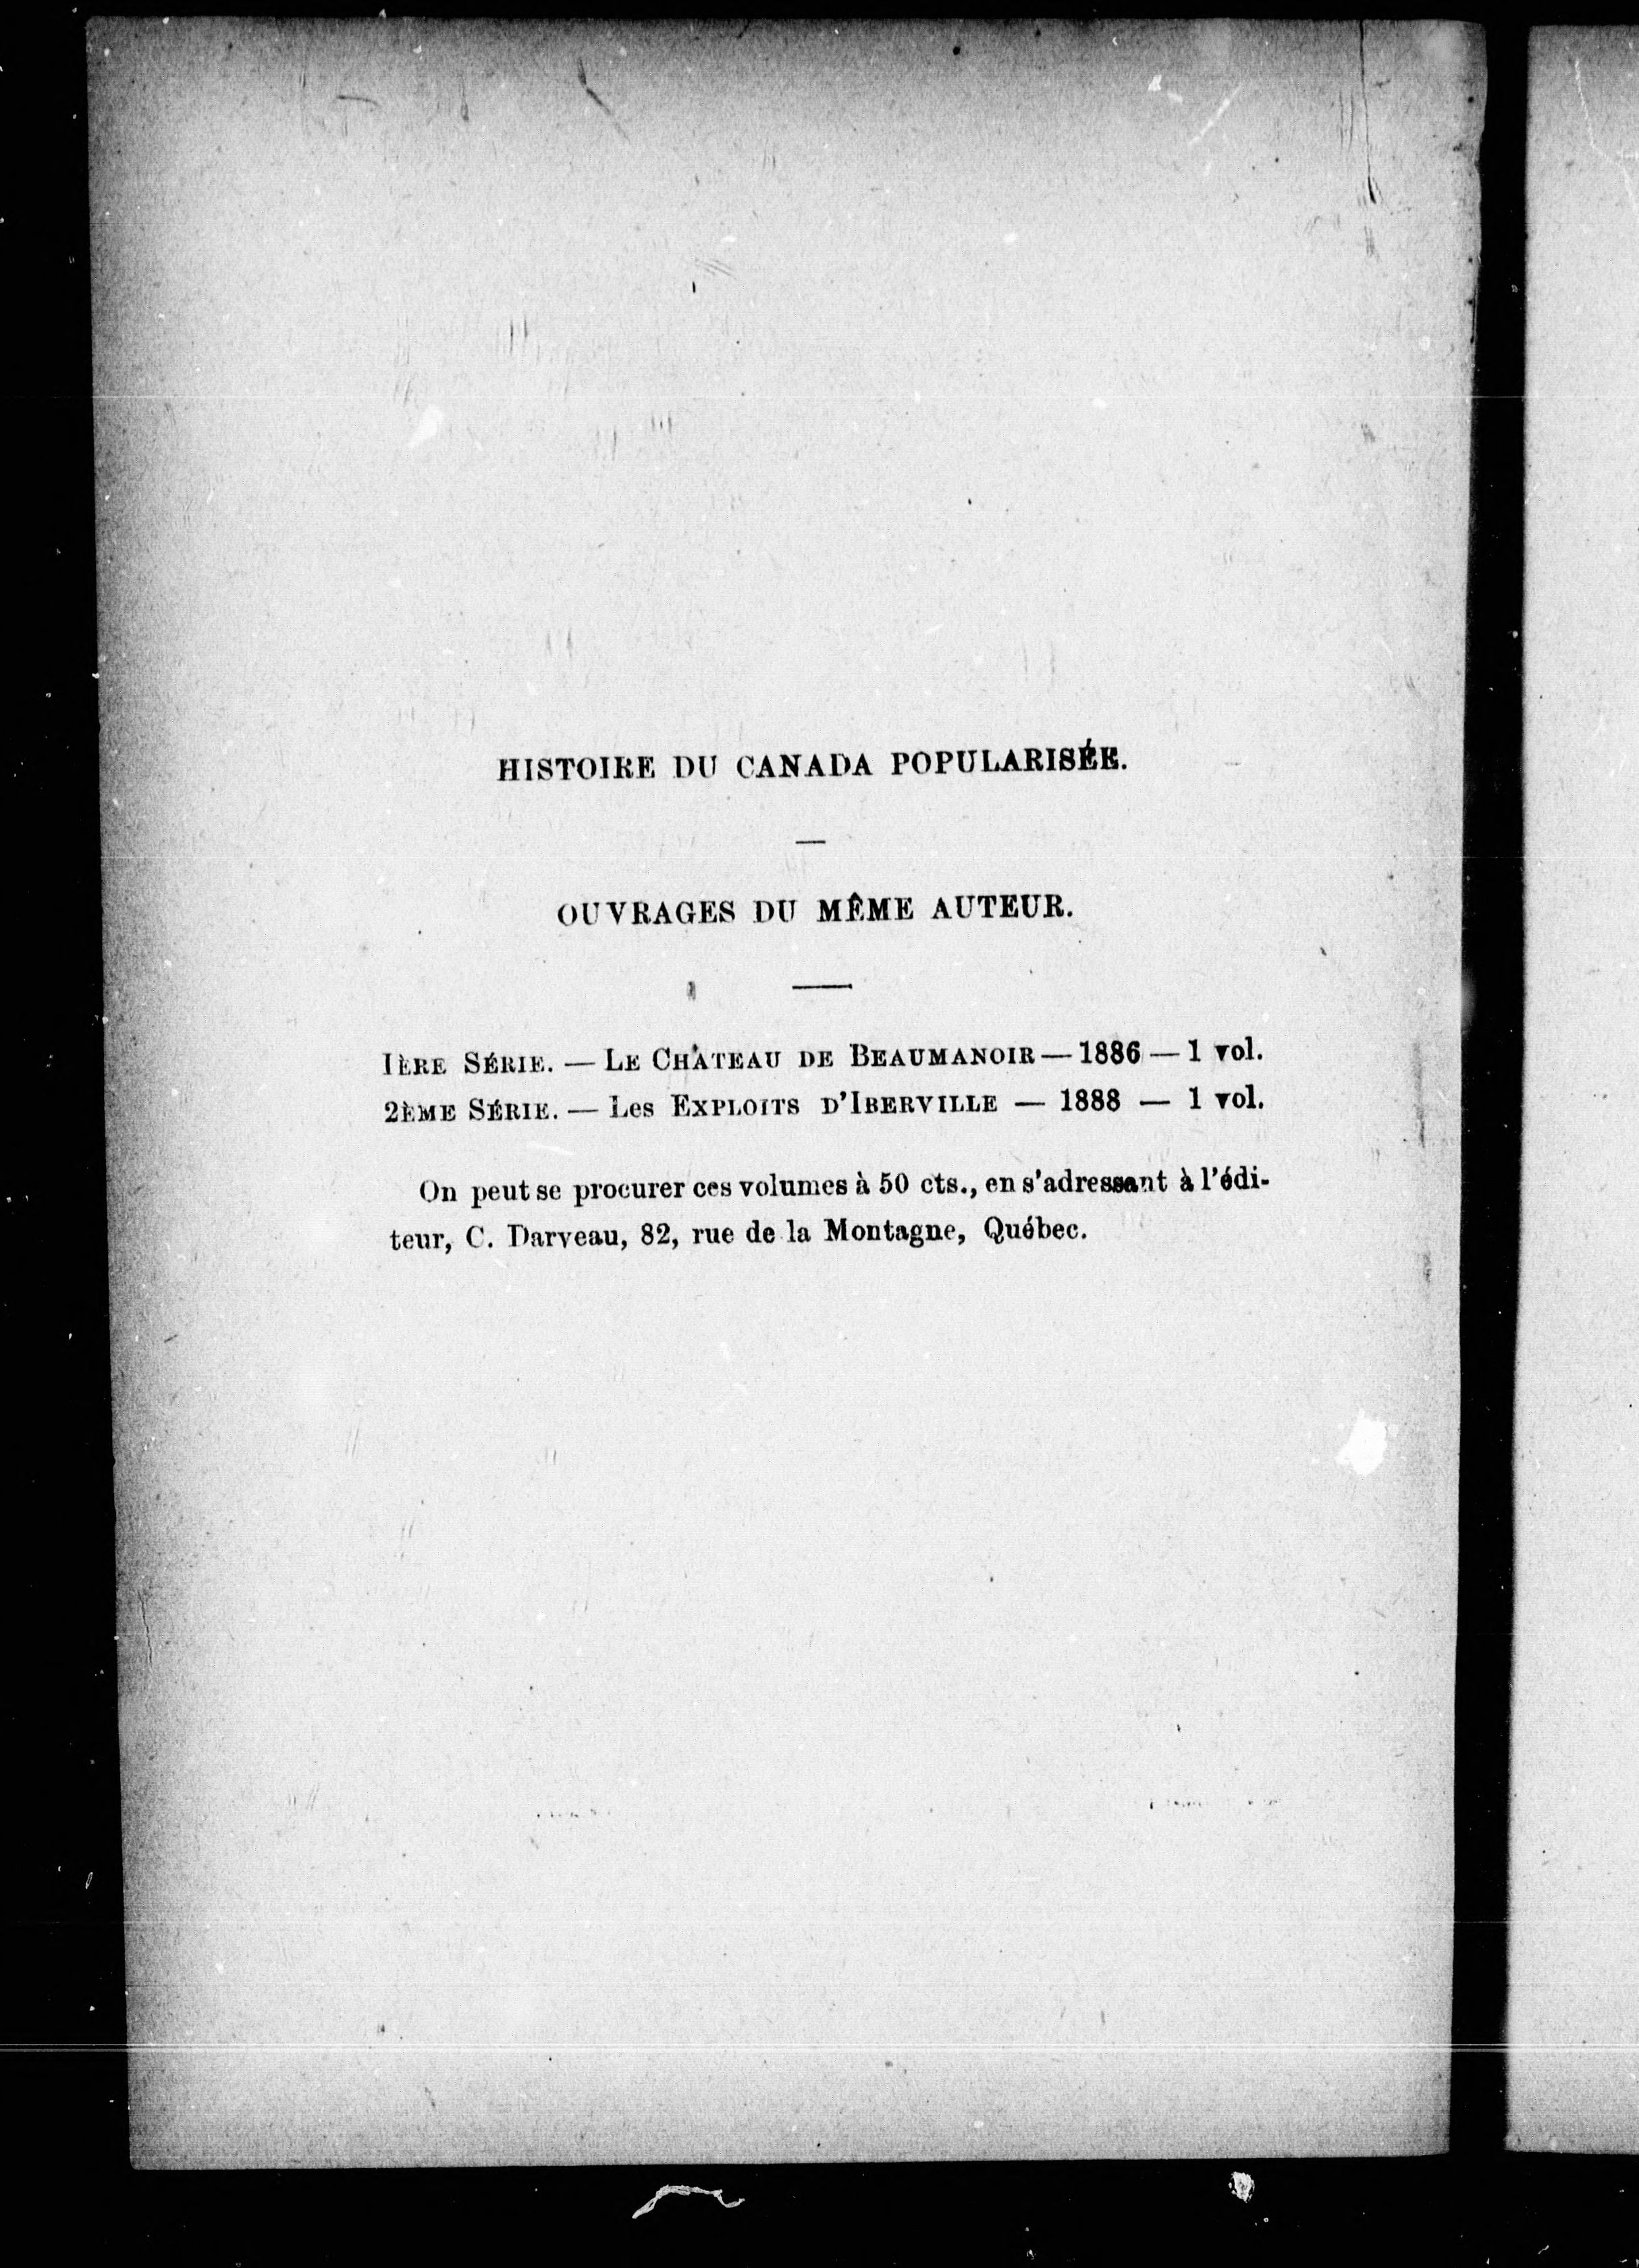 HISTOIRE DU CANADA POPULARISÉE.
—
OUVRAGES DU MÊME AUTEUR.
—
1ÈRE SÉRIE. — LE CHÂTEAU DE BEAUMANOIR — 1886 — 1 vol.
2ÈME SÉRIE. — Les EXPLOITS D'IBERVILLE — 1888 — 1 vol.
On peut se procurer ces volumes à 50 cts., en s'adressant à l'édi-
teur, C. Darveau, 82, rue de la Montagne, Québec.